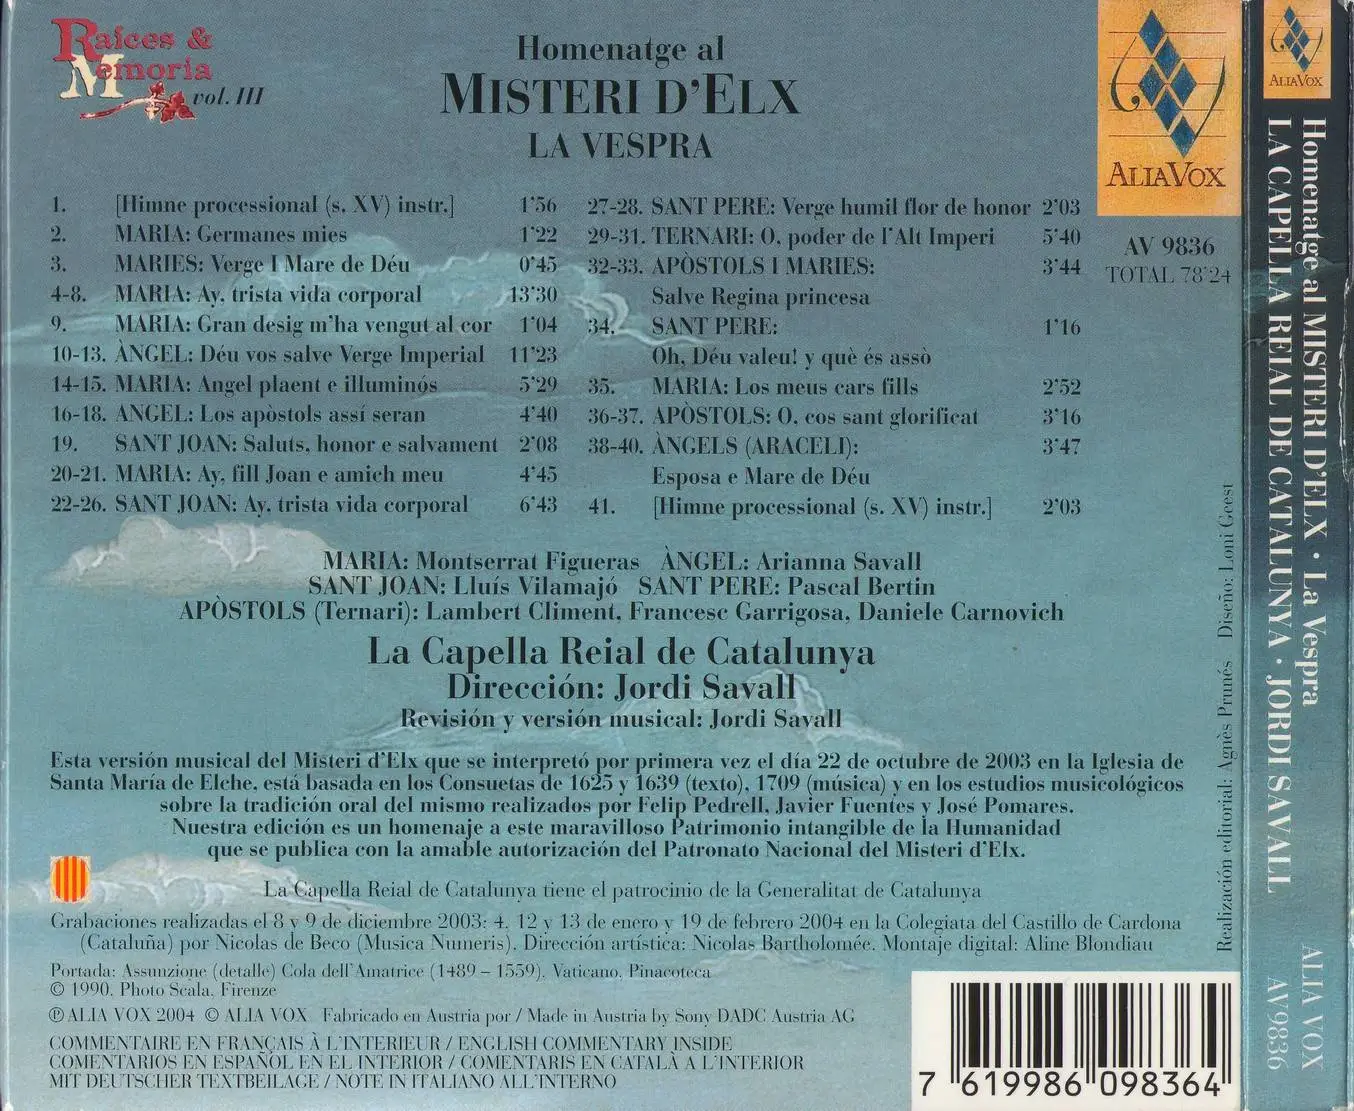 Raíces &
Memoria
vol. III
Homenatge al
MISTERI D'ELX
LA VESPRA
1. [Himne processional (s. XV) instr.] 1'56
2. MARIA: Germanes mies 1'22
3. MARIES: Verge I Mare de Déu 0'45
4-8. MARIA: Ay, trista vida corporal 13'30
9. MARIA: Gran desig m'ha vengut al cor 1'04
10-13. ÀNGEL: Déu vos salve Verge Imperial 11'23
14-15. MARIA: Angel plaent e illuminós 5'29
16-18. ANGEL: Los apòstols assí seran 4'40
19. SANT JOAN: Saluts, honor e salvament 2'08
20-21. MARIA: Ay, fill Joan e amich meu 4'45
22-26. SANT JOAN: Ay, trista vida corporal 6'43
27-28. SANT PERE: Verge humil flor de honor 2'03
29-31. TERNARI: O, poder de l'Alt Imperi 5'40
32-33. APÒSTOLS I MARIES: 3'44
Salve Regina princesa
34. SANT PERE: 1'16
Oh, Déu valeu! y què és assò
35. MARIA: Los meus cars fills 2'52
36-37. APÒSTOLS: O, cos sant glorificat 3'16
38-40. ÀNGELS (ARACELI): 3'47
Esposa e Mare de Déu
41. [Himne processional (s. XV) instr.] 2'03
ALIAVOX
AV 9836
TOTAL 78'24
MARIA: Montserrat Figueras ÀNGEL: Arianna Savall
SANT JOAN: Lluís Vilamajó SANT PERE: Pascal Bertin
APÒSTOLS (Ternari): Lambert Climent, Francesc Garrigosa, Daniele Carnovich
La Capella Reial de Catalunya
Dirección: Jordi Savall
Revisión y versión musical: Jordi Savall
Esta versión musical del Misteri d'Elx que se interpretó por primera vez el día 22 de octubre de 2003 en la Iglesia de
Santa María de Elche, está basada en los Consuetas de 1625 y 1639 (texto), 1709 (música) y en los estudios musicológicos
sobre la tradición oral del mismo realizados por Felip Pedrell, Javier Fuentes y José Pomares.
Nuestra edición es un homenaje a este maravilloso Patrimonio intangible de la Humanidad
que se publica con la amable autorización del Patronato Nacional del Misteri d'Elx.
La Capella Reial de Catalunya tiene el patrocinio de la Generalitat de Catalunya
Grabaciones realizadas el 8 y 9 de diciembre 2003; 4, 12 y 13 de enero y 19 de febrero 2004 en la Colegiata del Castillo de Cardona
(Cataluña) por Nicolas de Beco (Musica Numeris). Dirección artística: Nicolas Bartholomée. Montaje digital: Aline Blondiau
Portada: Assunzione (detalle) Cola dell'Amatrice (1489 – 1559). Vaticano, Pinacoteca
© 1990, Photo Scala, Firenze
℗ ALIA VOX 2004 © ALIA VOX Fabricado en Austria por / Made in Austria by Sony DADC Austria AG
COMMENTAIRE EN FRANÇAIS À L'INTERIEUR / ENGLISH COMMENTARY INSIDE
COMENTARIOS EN ESPAÑOL EN EL INTERIOR / COMENTARIS EN CATALÀ A L'INTERIOR
MIT DEUTSCHER TEXTBEILAGE / NOTE IN ITALIANO ALL'INTERNO
7 619986 098364
Realización editorial: Agnès Prunés Diseño: Loni Geest
ALIAVOX
Homenatge al MISTERI D'ELX · La Vespra
LA CAPELLA REIAL DE CATALUNYA · JORDI SAVALL
ALIA VOX
AV 9836